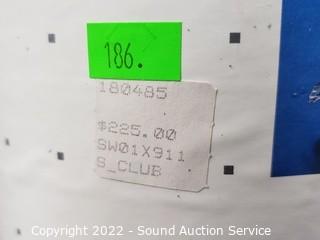 186.
180485
$225.00
SW01X911
S_CLUB
Copyright 2022 - Sound Auction Service